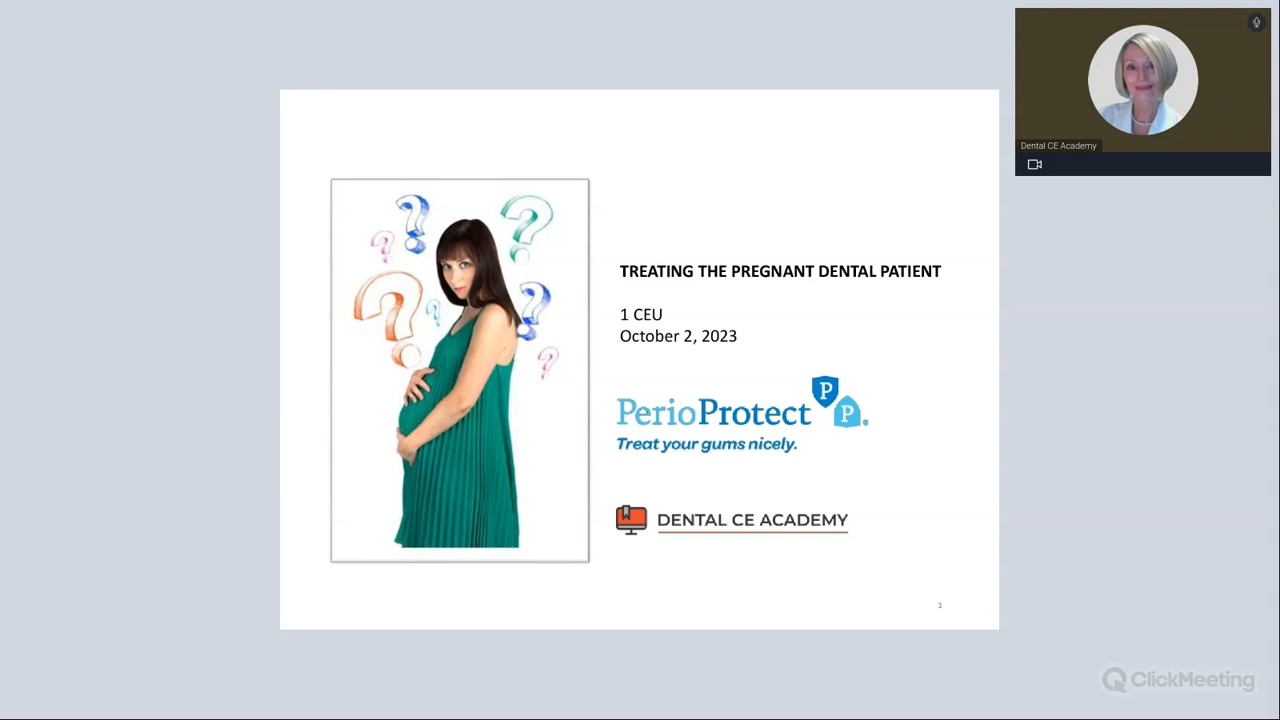 Dental CE Academy
TREATING THE PREGNANT DENTAL PATIENT
1 CEU
October 2, 2023
PerioProtect
P
P
Treat your gums nicely.
DENTAL CE ACADEMY
1
ClickMeeting